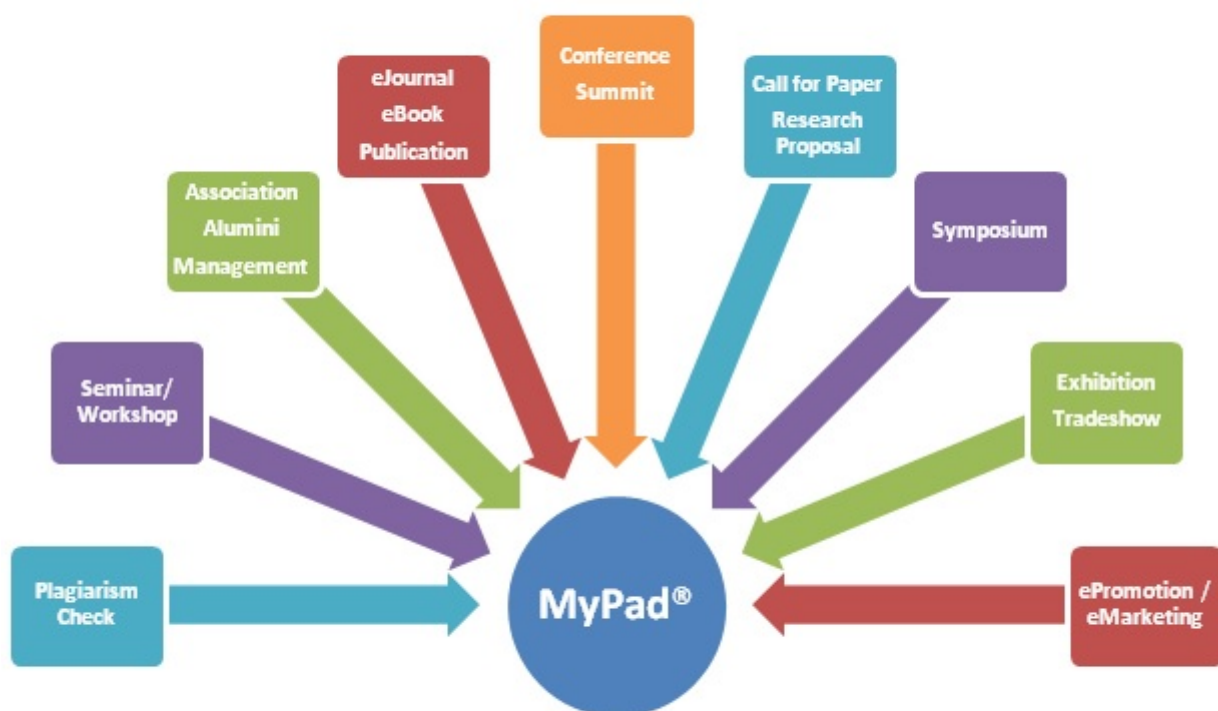 Conference
Summit
eJournal
eBook
Publication
Call for Paper
Research
Proposal
Association
Alumini
Management
Symposium
Seminar/
Workshop
Exhibition
Tradeshow
Plagiarism
Check
MyPad®
ePromotion /
eMarketing